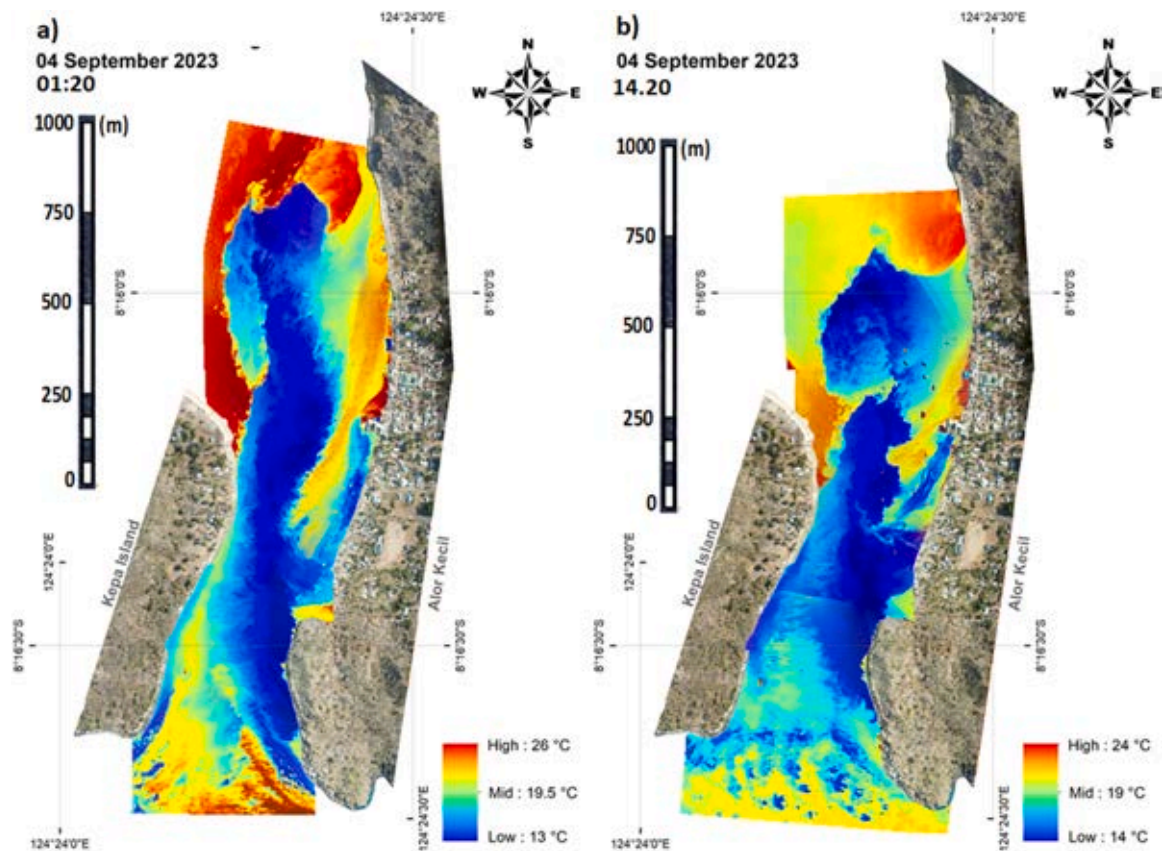 a)
04 September 2023
01:20
1000 (m)
750
500
250
0
124°24'30"E
N
W E
S
8°16'0"S
8°16'0"S
Kepa Island
Alor Kecil
124°24'0"E
8°16'30"S
8°16'30"S
124°24'0"E
124°24'30"E
High : 26 °C
Mid : 19.5 °C
Low : 13 °C
b)
04 September 2023
14.20
1000 (m)
750
500
250
0
124°24'30"E
N
W E
S
8°16'0"S
8°16'0"S
Kepa Island
Alor Kecil
124°24'0"E
8°16'30"S
8°16'30"S
124°24'0"E
124°24'30"E
High : 24 °C
Mid : 19 °C
Low : 14 °C